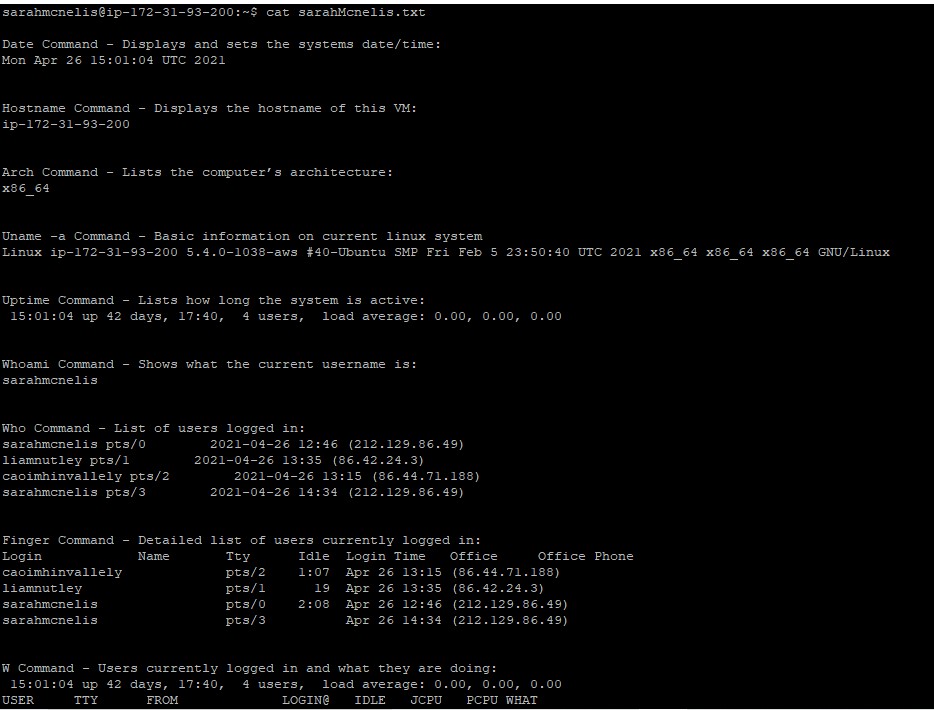 sarahmcnelis@ip-172-31-93-200:~$ cat sarahMcnelis.txt
Date Command – Displays and sets the systems date/time:
Mon Apr 26 15:01:04 UTC 2021
Hostname Command – Displays the hostname of this VM:
ip-172-31-93-200
Arch Command – Lists the computer’s architecture:
x86_64
Uname –a Command – Basic information on current linux system
Linux ip-172-31-93-200 5.4.0-1038-aws #40-Ubuntu SMP Fri Feb 5 23:50:40 UTC 2021 x86_64 x86_64 x86_64 GNU/Linux
Uptime Command – Lists how long the system is active:
 15:01:04 up 42 days, 17:40,  4 users,  load average: 0.00, 0.00, 0.00
Whoami Command – Shows what the current username is:
sarahmcnelis
Who Command – List of users logged in:
sarahmcnelis pts/0        2021-04-26 12:46 (212.129.86.49)
liamnutley pts/1        2021-04-26 13:35 (86.42.24.3)
caoimhinvallely pts/2        2021-04-26 13:15 (86.44.71.188)
sarahmcnelis pts/3        2021-04-26 14:34 (212.129.86.49)
Finger Command – Detailed list of users currently logged in:
Login            Name       Tty      Idle  Login Time   Office     Office Phone
caoimhinvallely             pts/2    1:07  Apr 26 13:15 (86.44.71.188)
liamnutley                  pts/1      19  Apr 26 13:35 (86.42.24.3)
sarahmcnelis                pts/0    2:08  Apr 26 12:46 (212.129.86.49)
sarahmcnelis                pts/3          Apr 26 14:34 (212.129.86.49)
W Command – Users currently logged in and what they are doing:
 15:01:04 up 42 days, 17:40,  4 users,  load average: 0.00, 0.00, 0.00
USER     TTY      FROM             LOGIN@   IDLE   JCPU   PCPU WHAT